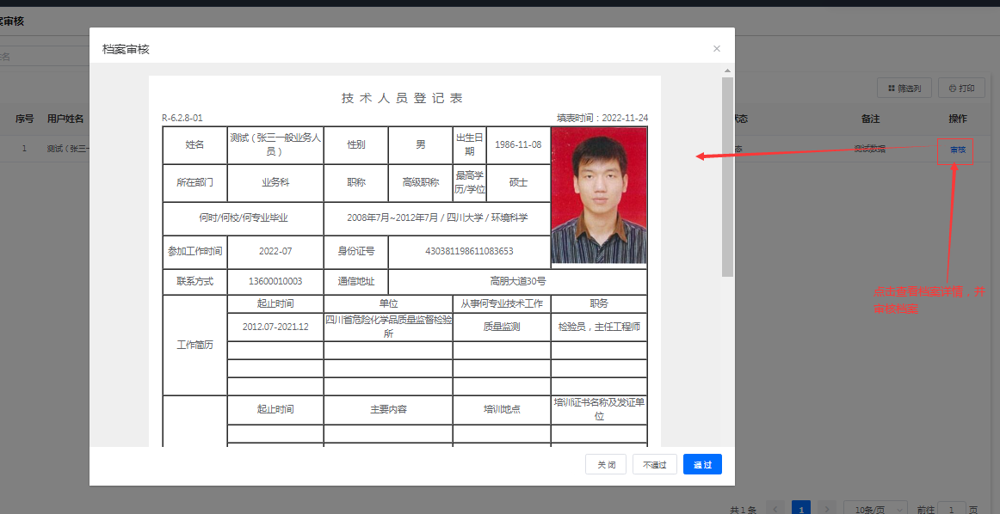 案审核
档案审核
×
筛选列
打印
序号
用户姓名
态
备注
操作
1
测试（张三一
态
测试数据
审核
技术人员登记表
R-6.2.8-01
填表时间：2022-11-24
姓名
测试（张三一般业务人
员）
性别
男
出生日
期
1986-11-08
所在部门
业务科
职称
高级职称
最高学
历/学位
硕士
何时/何校/何专业毕业
2008年7月~2012年7月 / 四川大学 / 环境科学
参加工作时间
2022-07
身份证号
430381198611083653
联系方式
13600010003
通信地址
高朋大道30号
工作简历
起止时间
单位
从事何专业技术工作
职务
2012.07-2021.12
四川省危险化学品质量监督检验
所
质量监测
检验员，主任工程师
起止时间
主要内容
培训地点
培训证书名称及发证单
位
点击查看档案详情，并
审核档案
关闭
不通过
通过
共1条
1
10条/页
前往
1
页